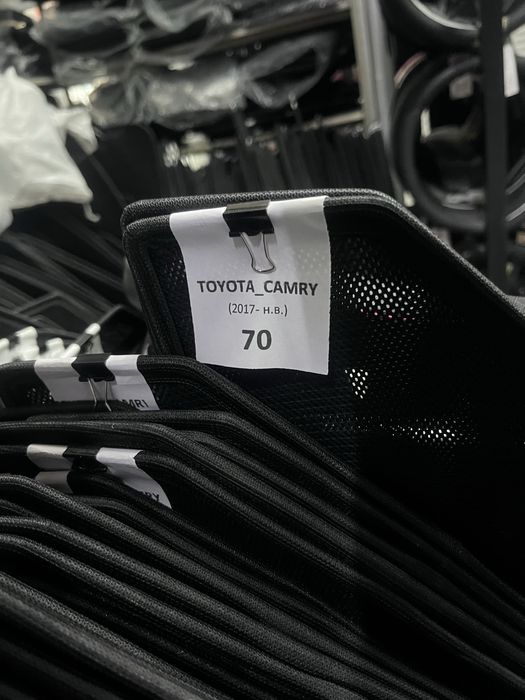 TOYOTA_CAMRY
(2017- н.в.)
70